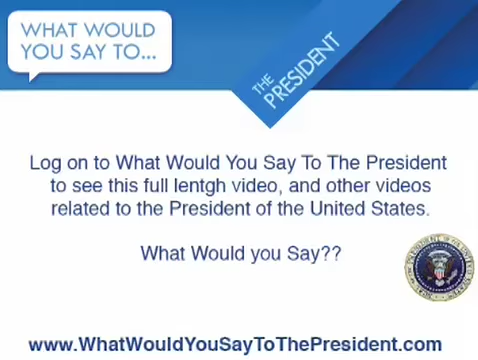 WHAT WOULD
YOU SAY TO...
THE
PRESIDENT
Log on to What Would You Say To The President
to see this full lentgh video, and other videos
related to the President of the United States.
What Would you Say??
www.WhatWouldYouSayToThePresident.com